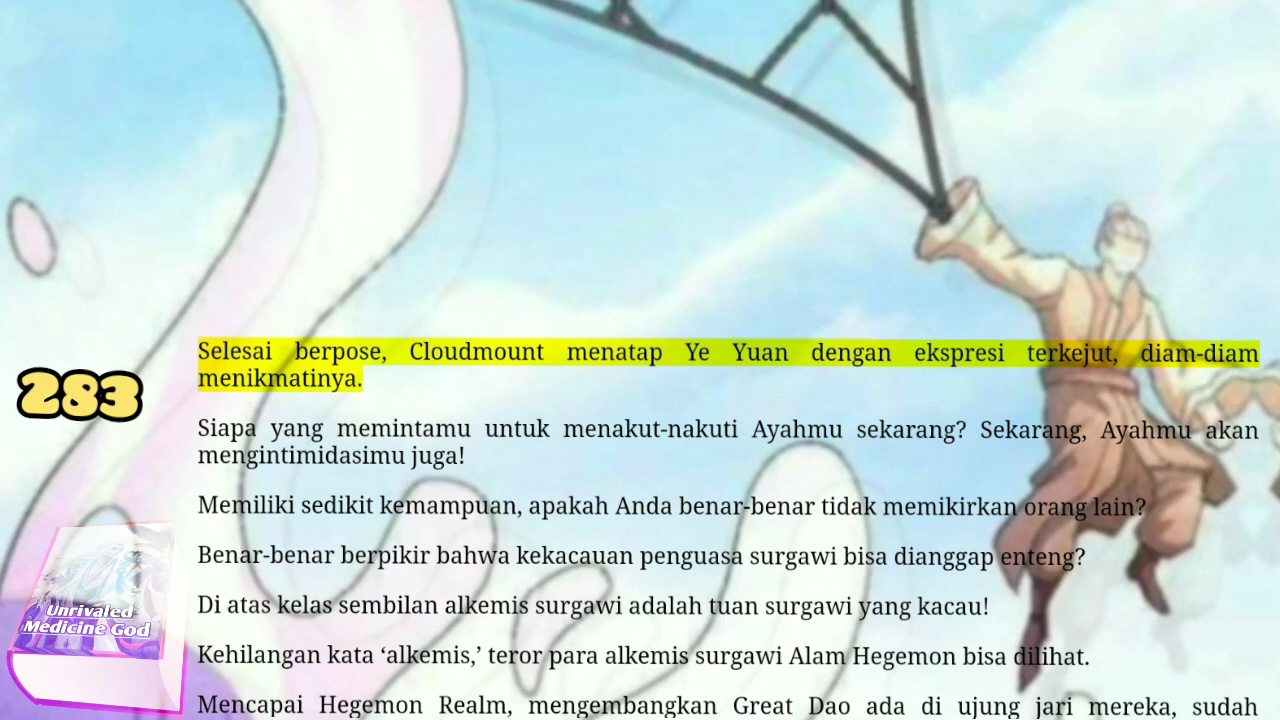 Selesai berpose, Cloudmount menatap Ye Yuan dengan ekspresi terkejut, diam-diam
menikmatinya.
283
Siapa yang memintamu untuk menakut-nakuti Ayahmu sekarang? Sekarang, Ayahmu akan
mengintimidasimu juga!
Memiliki sedikit kemampuan, apakah Anda benar-benar tidak memikirkan orang lain?
Benar-benar berpikir bahwa kekacauan penguasa surgawi bisa dianggap enteng?
Di atas kelas sembilan alkemis surgawi adalah tuan surgawi yang kacau!
Unrivaled
Medicine God
Kehilangan kata ‘alkemis,’ teror para alkemis surgawi Alam Hegemon bisa dilihat.
Mencapai Hegemon Realm, mengembangkan Great Dao ada di ujung jari mereka, sudah